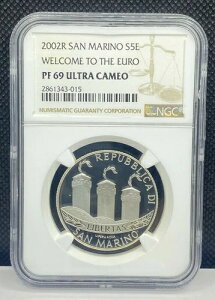 2002R SAN MARINO S5E
WELCOME TO THE EURO
PF 69 ULTRA CAMEO
2861343-015
NUMISMATIC GUARANTY CORPORATION
NGC
REPUBBLICA DI
LIBERTAS
SAN MARINO